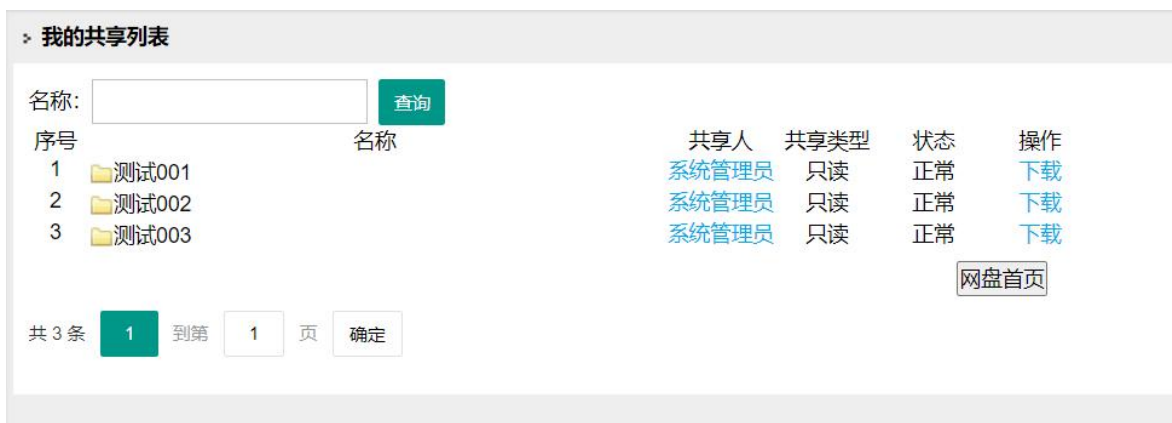 我的共享列表
名称: 查询
序号 名称 共享人 共享类型 状态 操作
1 测试001 系统管理员 只读 正常 下载
2 测试002 系统管理员 只读 正常 下载
3 测试003 系统管理员 只读 正常 下载
网盘首页
共 3 条 1 到第 1 页 确定